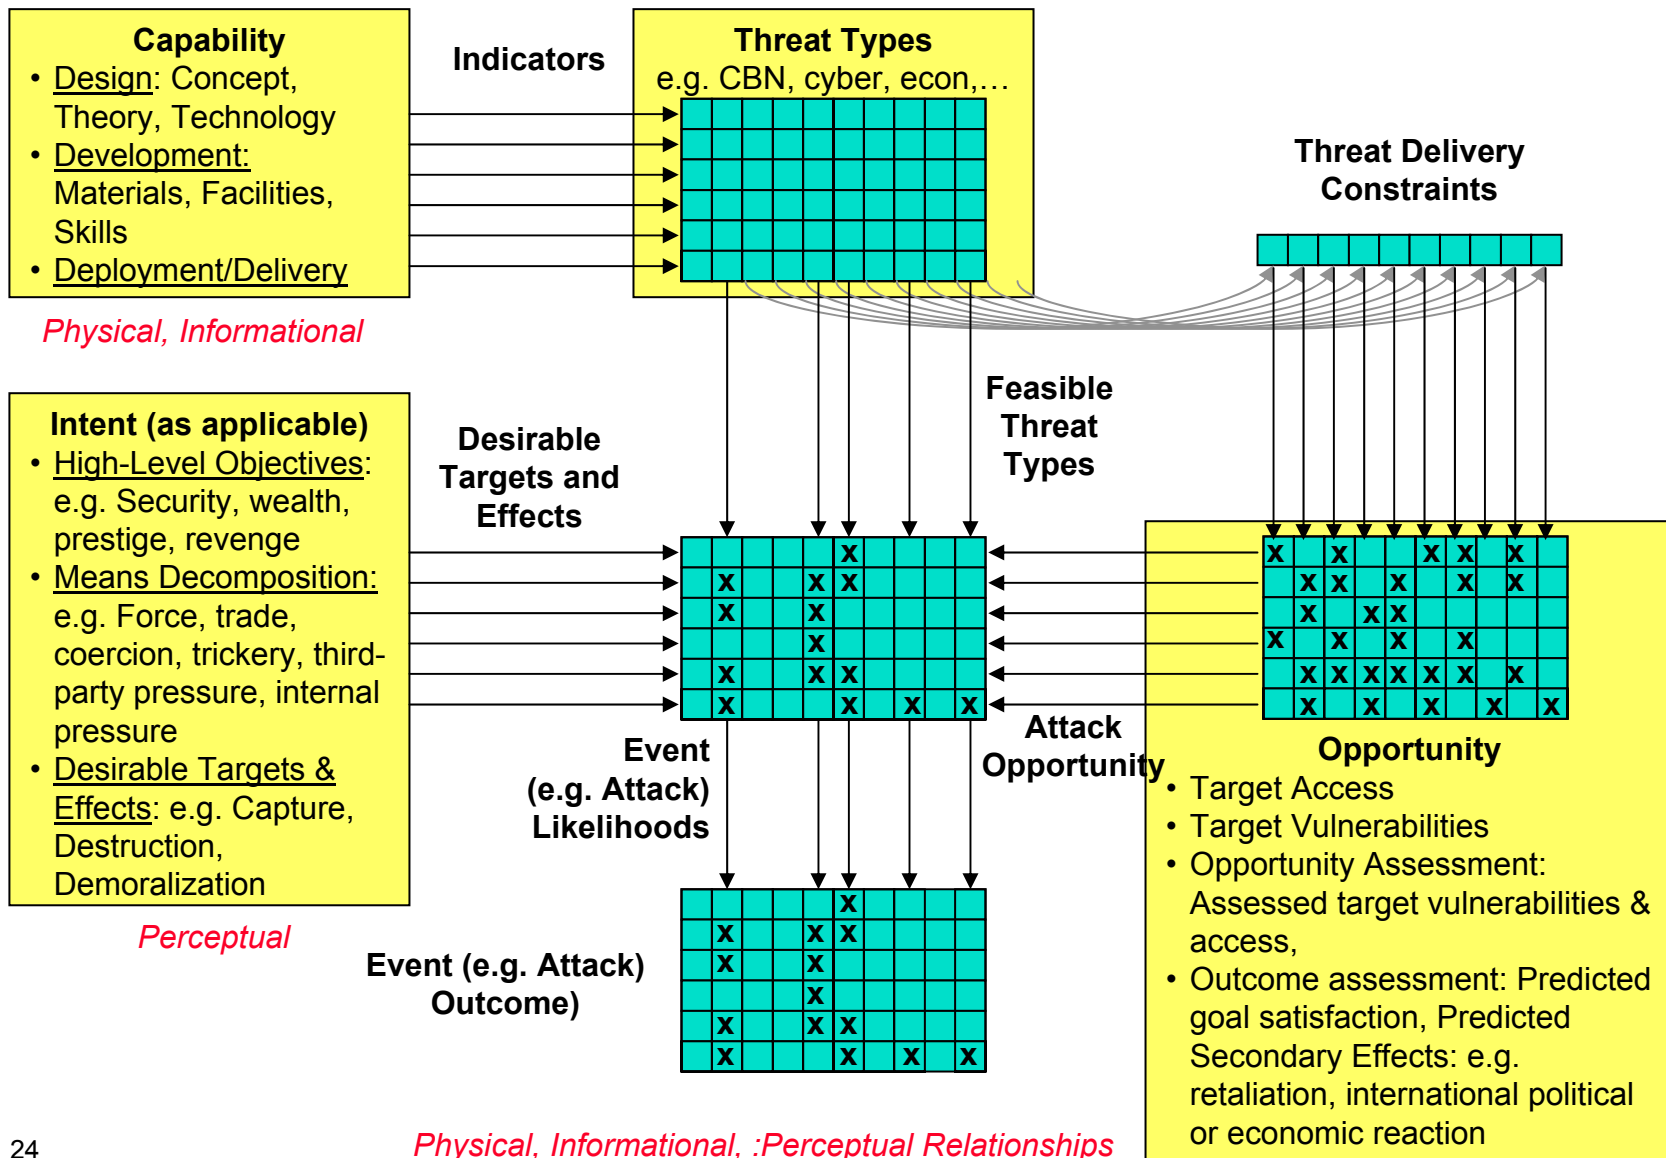 Capability
• Design: Concept,
Theory, Technology
• Development:
Materials, Facilities,
Skills
• Deployment/Delivery
Physical, Informational
Indicators
Threat Types
e.g. CBN, cyber, econ,…
Threat Delivery
Constraints
Intent (as applicable)
• High-Level Objectives:
e.g. Security, wealth,
prestige, revenge
• Means Decomposition:
e.g. Force, trade,
coercion, trickery, third-
party pressure, internal
pressure
• Desirable Targets &
Effects: e.g. Capture,
Destruction,
Demoralization
Perceptual
Desirable
Targets and
Effects
Feasible
Threat
Types
x
x x x
x x
x
x x x
x x x x
x x x x x
x x x x x
x x x
x x x x
x x x x x x x
x x x x x
Event
(e.g. Attack)
Likelihoods
Attack
Opportunity
Opportunity
• Target Access
• Target Vulnerabilities
• Opportunity Assessment:
Assessed target vulnerabilities &
access,
• Outcome assessment: Predicted
goal satisfaction, Predicted
Secondary Effects: e.g.
retaliation, international political
or economic reaction
Event (e.g. Attack)
Outcome)
x
x x x
x x
x
x x x
x x x x
24
Physical, Informational, :Perceptual Relationships